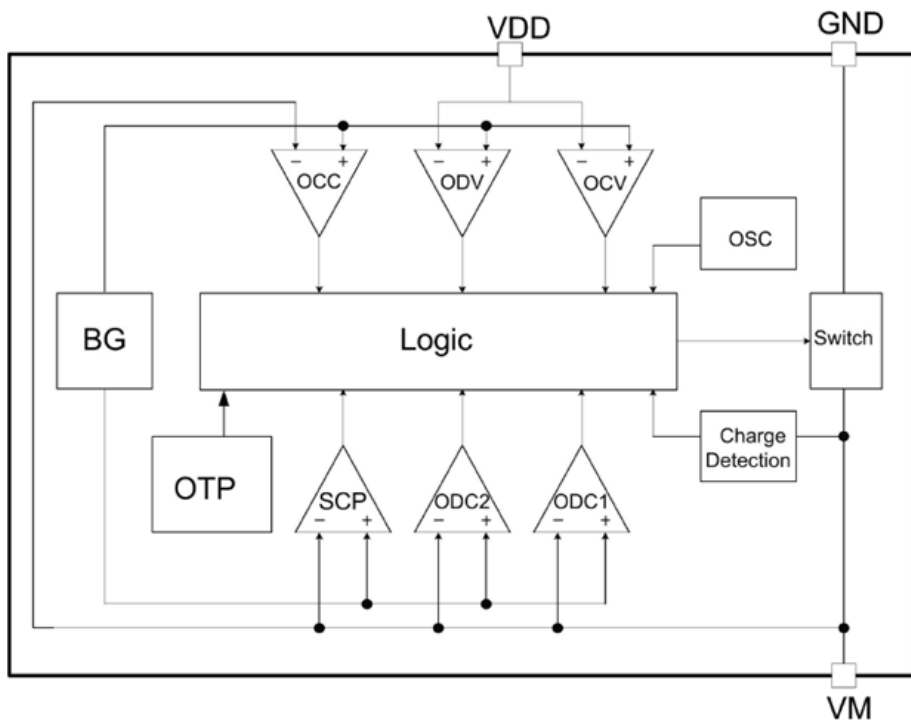 VDD
GND
− +
− +
− +
OCC
ODV
OCV
OSC
BG
Logic
Switch
OTP
Charge
Detection
SCP
ODC2
ODC1
− +
− +
− +
VM